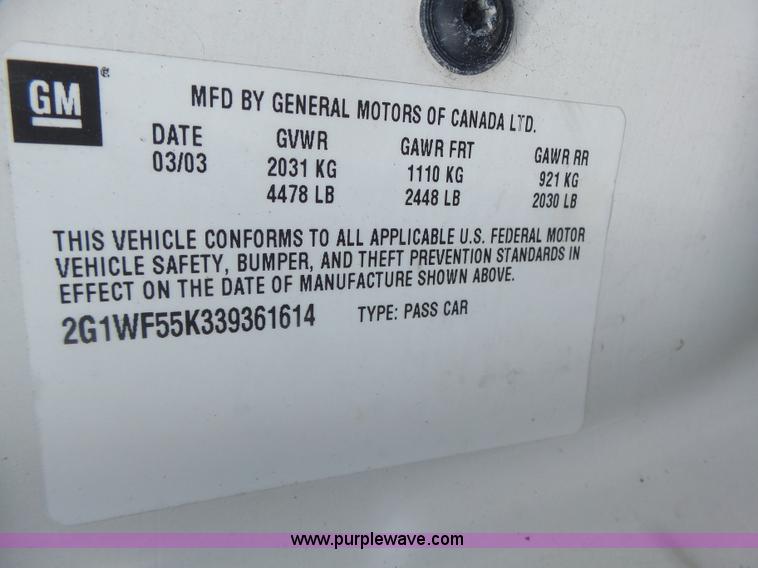 GM
MFD BY GENERAL MOTORS OF CANADA LTD.
DATE GVWR GAWR FRT GAWR RR
03/03 2031 KG 1110 KG 921 KG
4478 LB 2448 LB 2030 LB
THIS VEHICLE CONFORMS TO ALL APPLICABLE U.S. FEDERAL MOTOR
VEHICLE SAFETY, BUMPER, AND THEFT PREVENTION STANDARDS IN
EFFECT ON THE DATE OF MANUFACTURE SHOWN ABOVE.
2G1WF55K339361614 TYPE: PASS CAR
www.purplewave.com